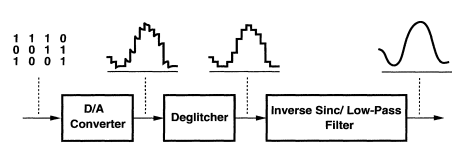 1 1 1 0
0 0 1 1
1 0 0 1
D/A
Converter
Deglitcher
Inverse Sinc/ Low-Pass
Filter